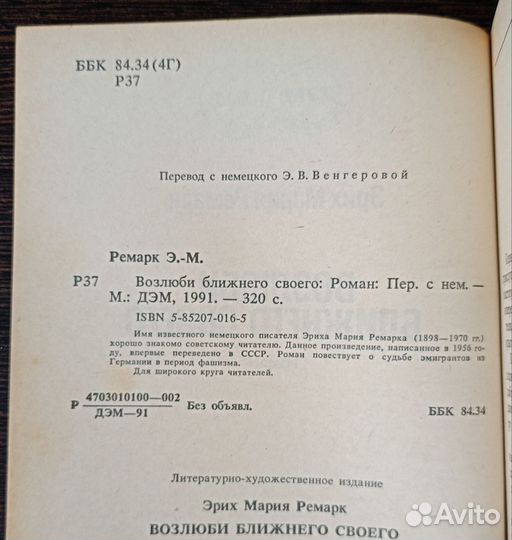 ББК 84.34(4Г)
Р37
Перевод с немецкого Э. В. Венгеровой
Ремарк Э.-М.
Р37 Возлюби ближнего своего: Роман: Пер. с нем. —
М.: ДЭМ, 1991. — 320 с.
ISBN 5-85207-016-5
Имя известного немецкого писателя Эриха Мария Ремарка (1898—1970 гг.)
хорошо знакомо советскому читателю. Данное произведение, написанное в 1956 го-
ду, впервые переведено в СССР. Роман повествует о судьбе эмигрантов из
Германии в период фашизма.
Для широкого круга читателей.
Р 4703010100—002
ДЭМ—91 Без объявл. ББК 84.34
Литературно-художественное издание
Эрих Мария Ремарк
ВОЗЛЮБИ БЛИЖНЕГО СВОЕГО
Avito